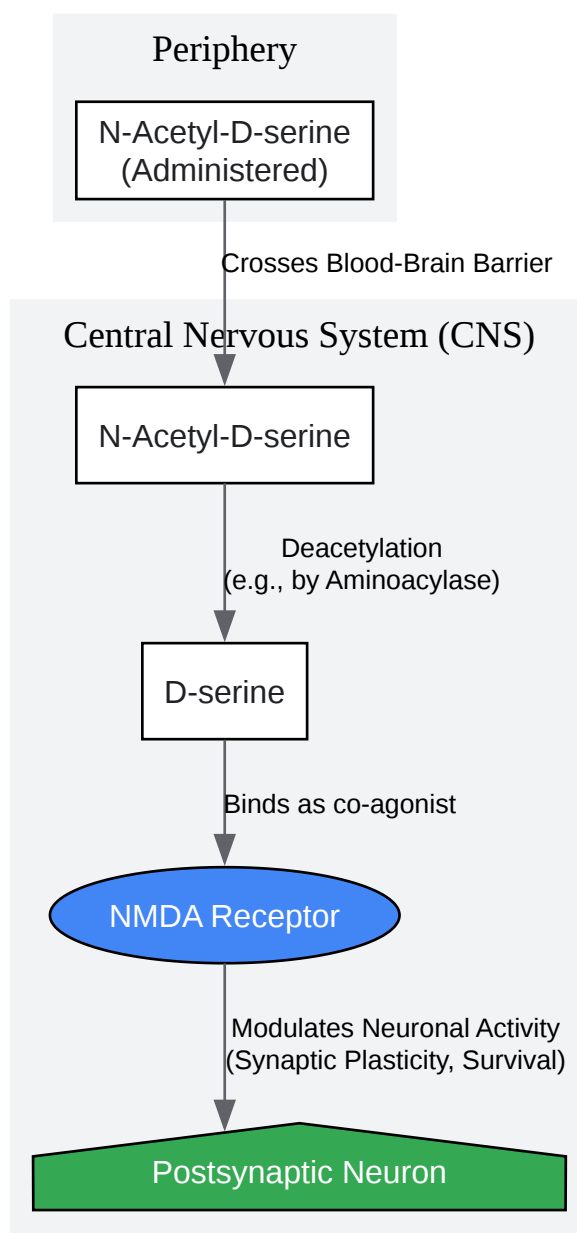 Periphery
N-Acetyl-D-serine
(Administered)
Crosses Blood-Brain Barrier
Central Nervous System (CNS)
N-Acetyl-D-serine
Deacetylation
(e.g., by Aminoacylase)
D-serine
Binds as co-agonist
NMDA Receptor
Modulates Neuronal Activity
(Synaptic Plasticity, Survival)
Postsynaptic Neuron